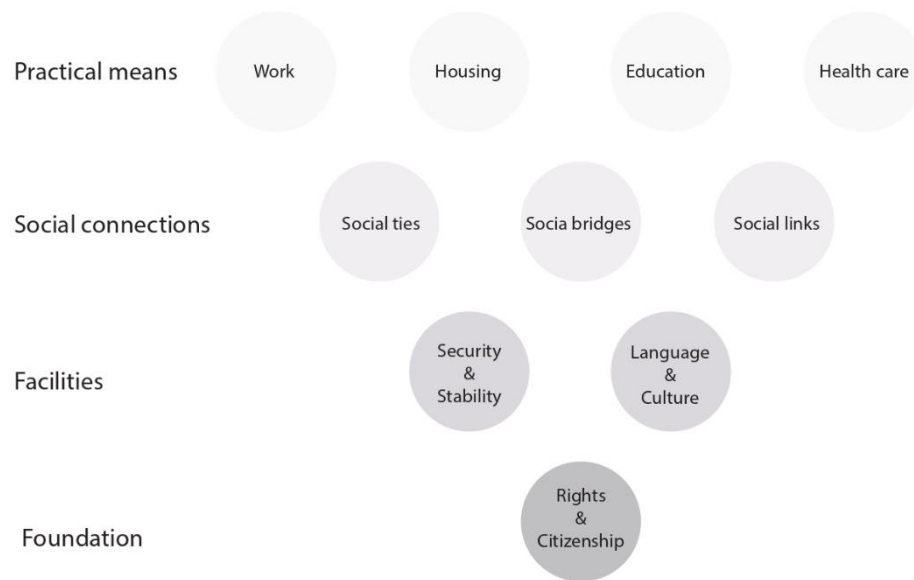 Practical means
Work
Housing
Education
Health care
Social connections
Social ties
Socia bridges
Social links
Facilities
Security
&
Stability
Language
&
Culture
Foundation
Rights
&
Citizenship